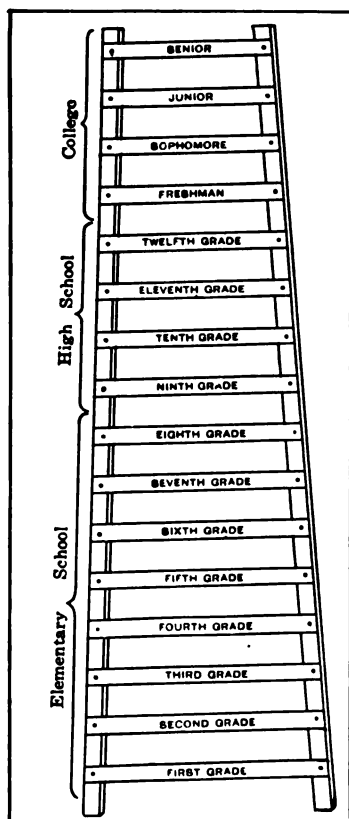 College
High School
Elementary School
SENIOR
JUNIOR
SOPHOMORE
FRESHMAN
TWELFTH GRADE
ELEVENTH GRADE
TENTH GRADE
NINTH GRADE
EIGHTH GRADE
SEVENTH GRADE
SIXTH GRADE
FIFTH GRADE
FOURTH GRADE
THIRD GRADE
SECOND GRADE
FIRST GRADE